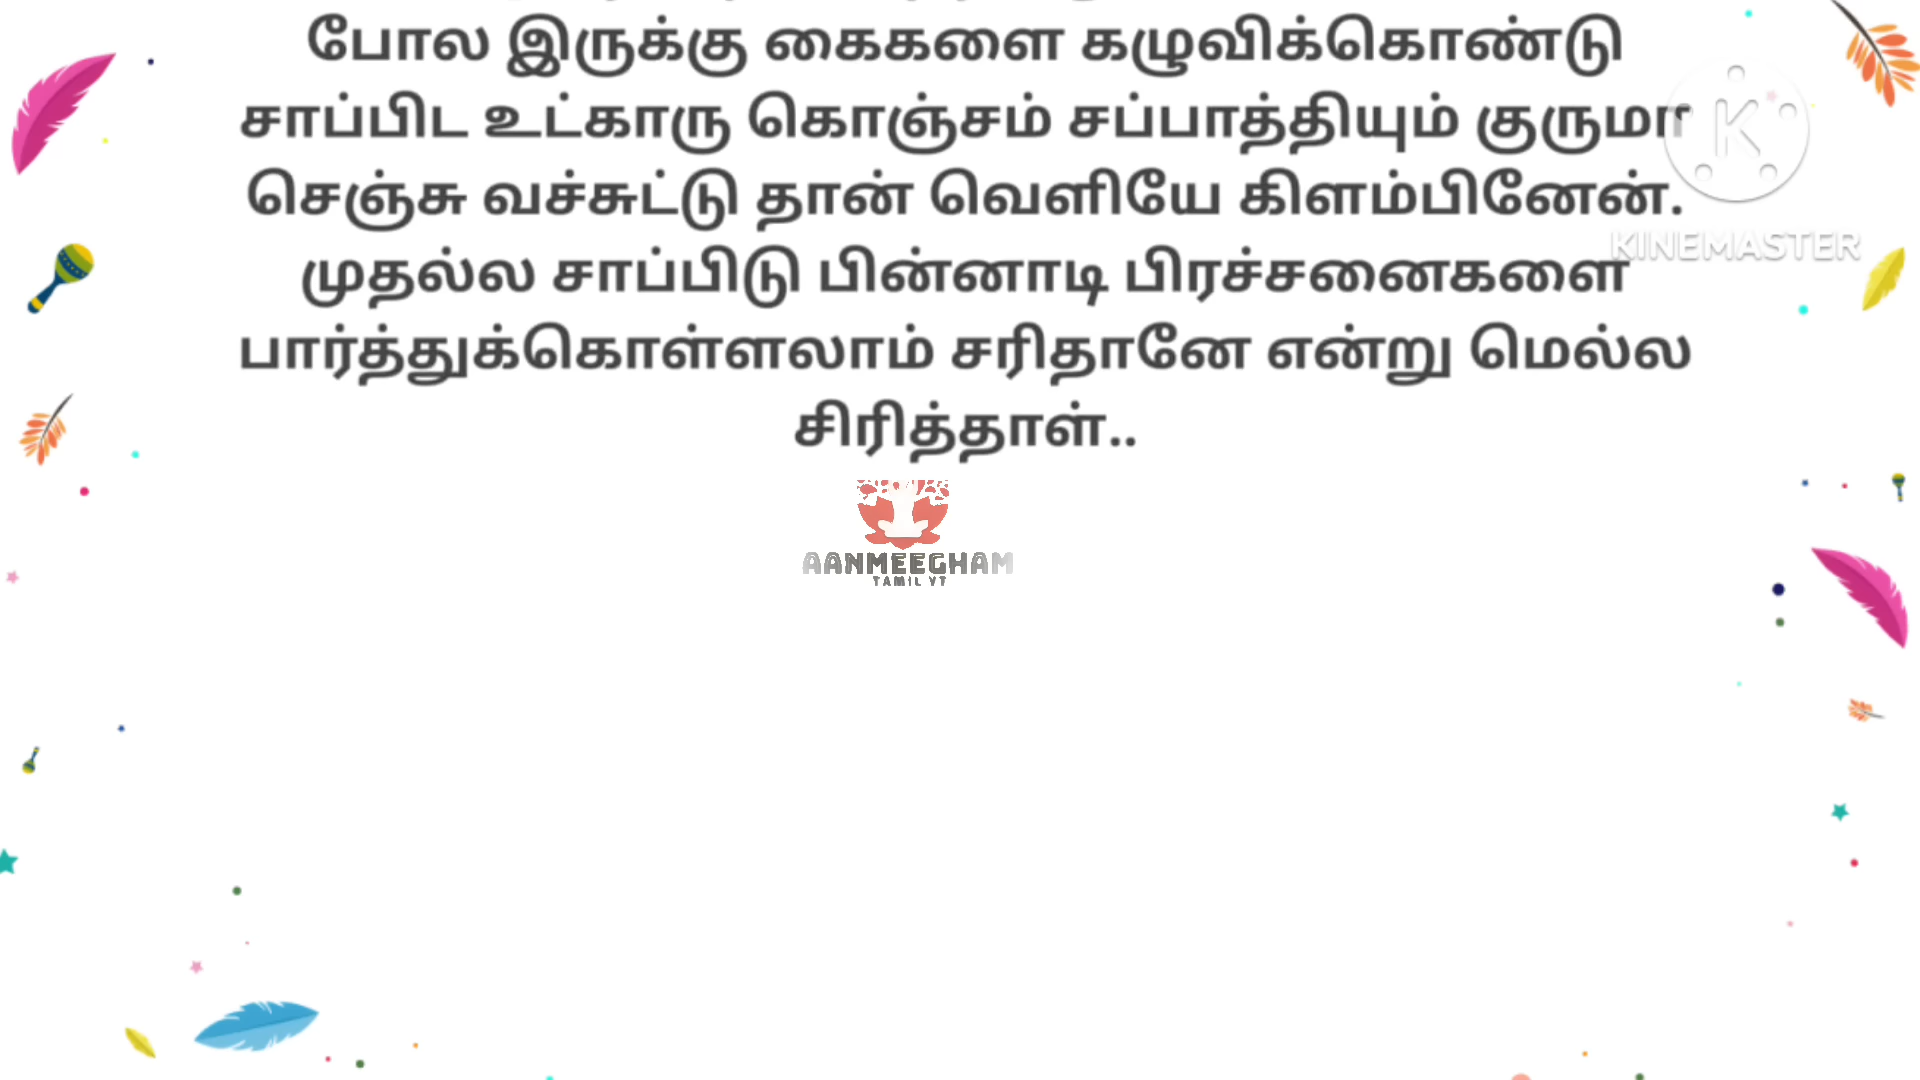 போல இருக்கு கைகளை கழுவிக்கொண்டு
சாப்பிட உட்காரு கொஞ்சம் சப்பாத்தியும் குருமா
செஞ்சு வச்சுட்டு தான் வெளியே கிளம்பினேன்.
முதல்ல சாப்பிடு பின்னாடி பிரச்சனைகளை
பார்த்துக்கொள்ளலாம் சரிதானே என்று மெல்ல
சிரித்தாள்..
K
KINEMASTER
AANMEEGHAM
TAMIL YT